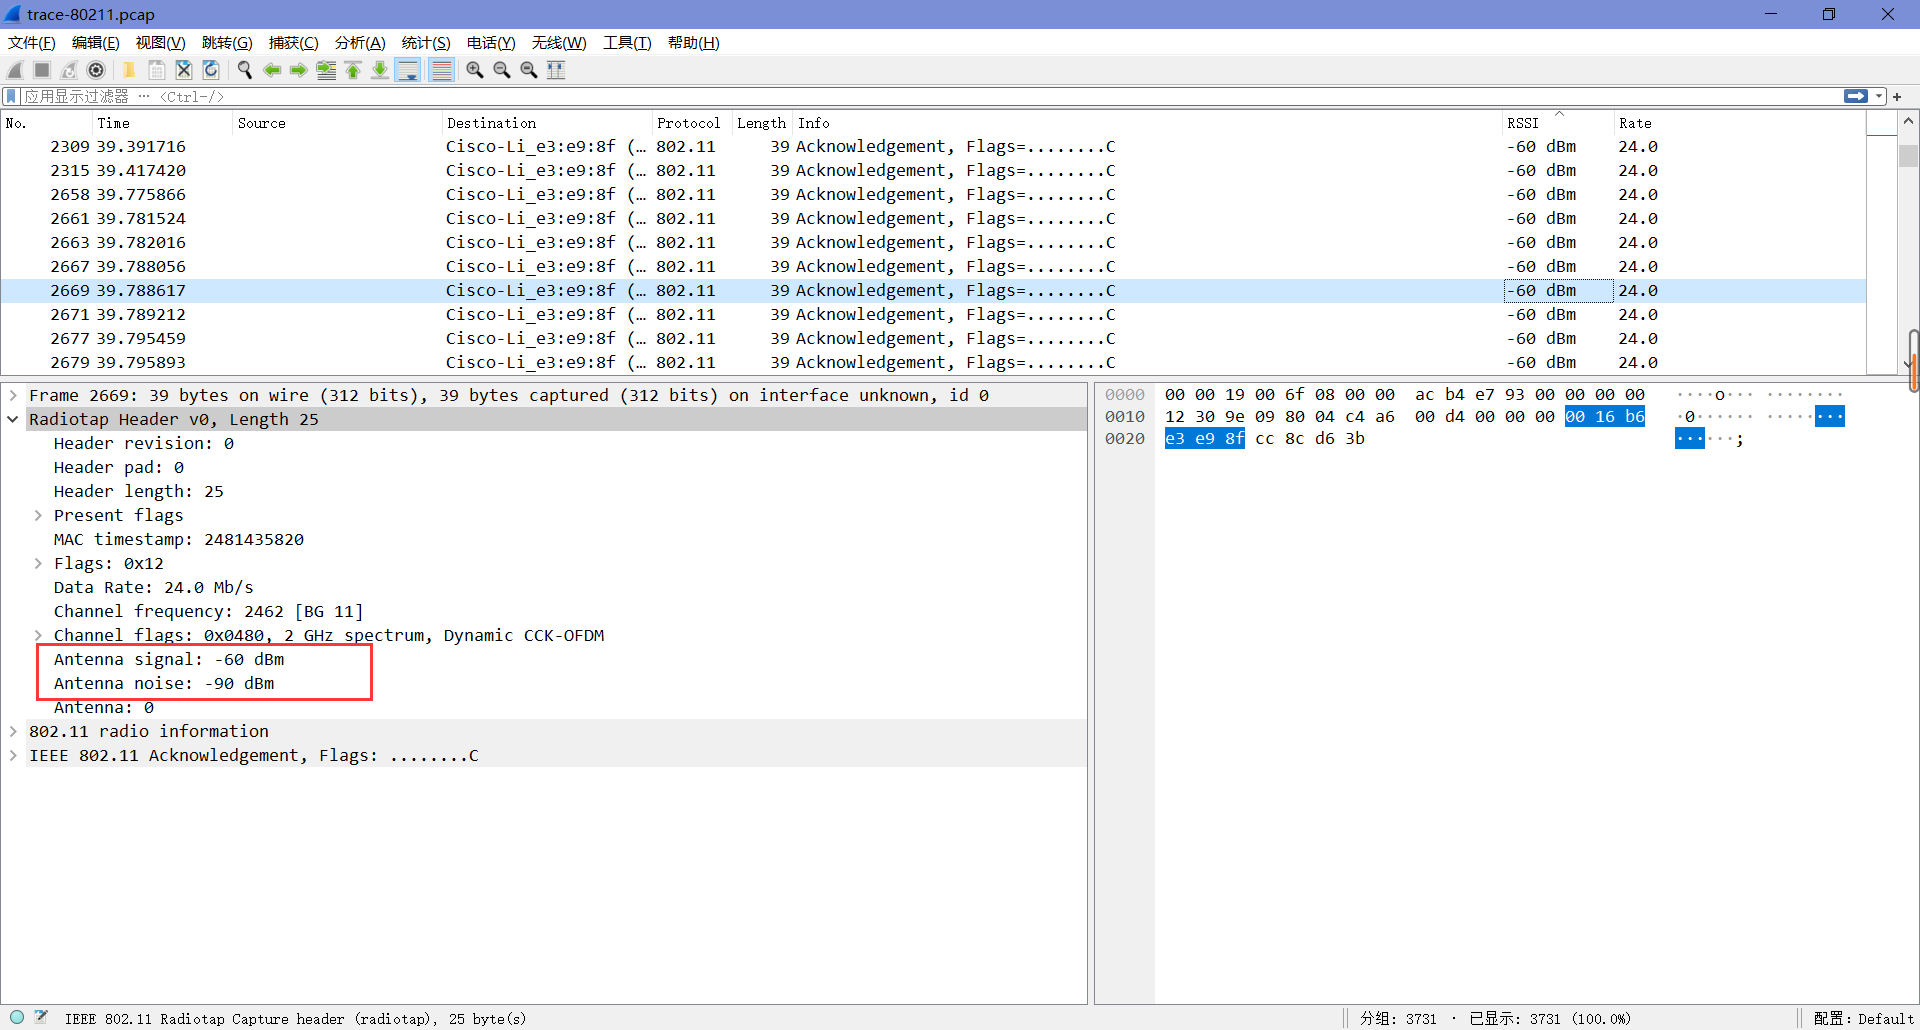 trace-80211.pcap
文件(F) 编辑(E) 视图(V) 跳转(G) 捕获(C) 分析(A) 统计(S) 电话(Y) 无线(W) 工具(T) 帮助(H)
应用显示过滤器 ⋯ <Ctrl-/>
No. Time Source Destination Protocol Length Info RSSI Rate
2309 39.391716 Cisco-Li_e3:e9:8f (… 802.11 39 Acknowledgement, Flags=........C -60 dBm 24.0
2315 39.417420 Cisco-Li_e3:e9:8f (… 802.11 39 Acknowledgement, Flags=........C -60 dBm 24.0
2658 39.775866 Cisco-Li_e3:e9:8f (… 802.11 39 Acknowledgement, Flags=........C -60 dBm 24.0
2661 39.781524 Cisco-Li_e3:e9:8f (… 802.11 39 Acknowledgement, Flags=........C -60 dBm 24.0
2663 39.782016 Cisco-Li_e3:e9:8f (… 802.11 39 Acknowledgement, Flags=........C -60 dBm 24.0
2667 39.788056 Cisco-Li_e3:e9:8f (… 802.11 39 Acknowledgement, Flags=........C -60 dBm 24.0
2669 39.788617 Cisco-Li_e3:e9:8f (… 802.11 39 Acknowledgement, Flags=........C -60 dBm 24.0
2671 39.789212 Cisco-Li_e3:e9:8f (… 802.11 39 Acknowledgement, Flags=........C -60 dBm 24.0
2677 39.795459 Cisco-Li_e3:e9:8f (… 802.11 39 Acknowledgement, Flags=........C -60 dBm 24.0
2679 39.795893 Cisco-Li_e3:e9:8f (… 802.11 39 Acknowledgement, Flags=........C -60 dBm 24.0
Frame 2669: 39 bytes on wire (312 bits), 39 bytes captured (312 bits) on interface unknown, id 0
Radiotap Header v0, Length 25
Header revision: 0
Header pad: 0
Header length: 25
Present flags
MAC timestamp: 2481435820
Flags: 0x12
Data Rate: 24.0 Mb/s
Channel frequency: 2462 [BG 11]
Channel flags: 0x0480, 2 GHz spectrum, Dynamic CCK-OFDM
Antenna signal: -60 dBm
Antenna noise: -90 dBm
Antenna: 0
802.11 radio information
IEEE 802.11 Acknowledgement, Flags: ........C
0000 00 00 19 00 6f 08 00 00 ac b4 e7 93 00 00 00 00 ····o··· ········
0010 12 30 9e 09 80 04 c4 a6 00 d4 00 00 00 00 16 b6 ·0······ ········
0020 e3 e9 8f cc 8c d6 3b ······;
IEEE 802.11 Radiotap Capture header (radiotap), 25 byte(s)
分组: 3731 · 已显示: 3731 (100.0%)
配置: Default